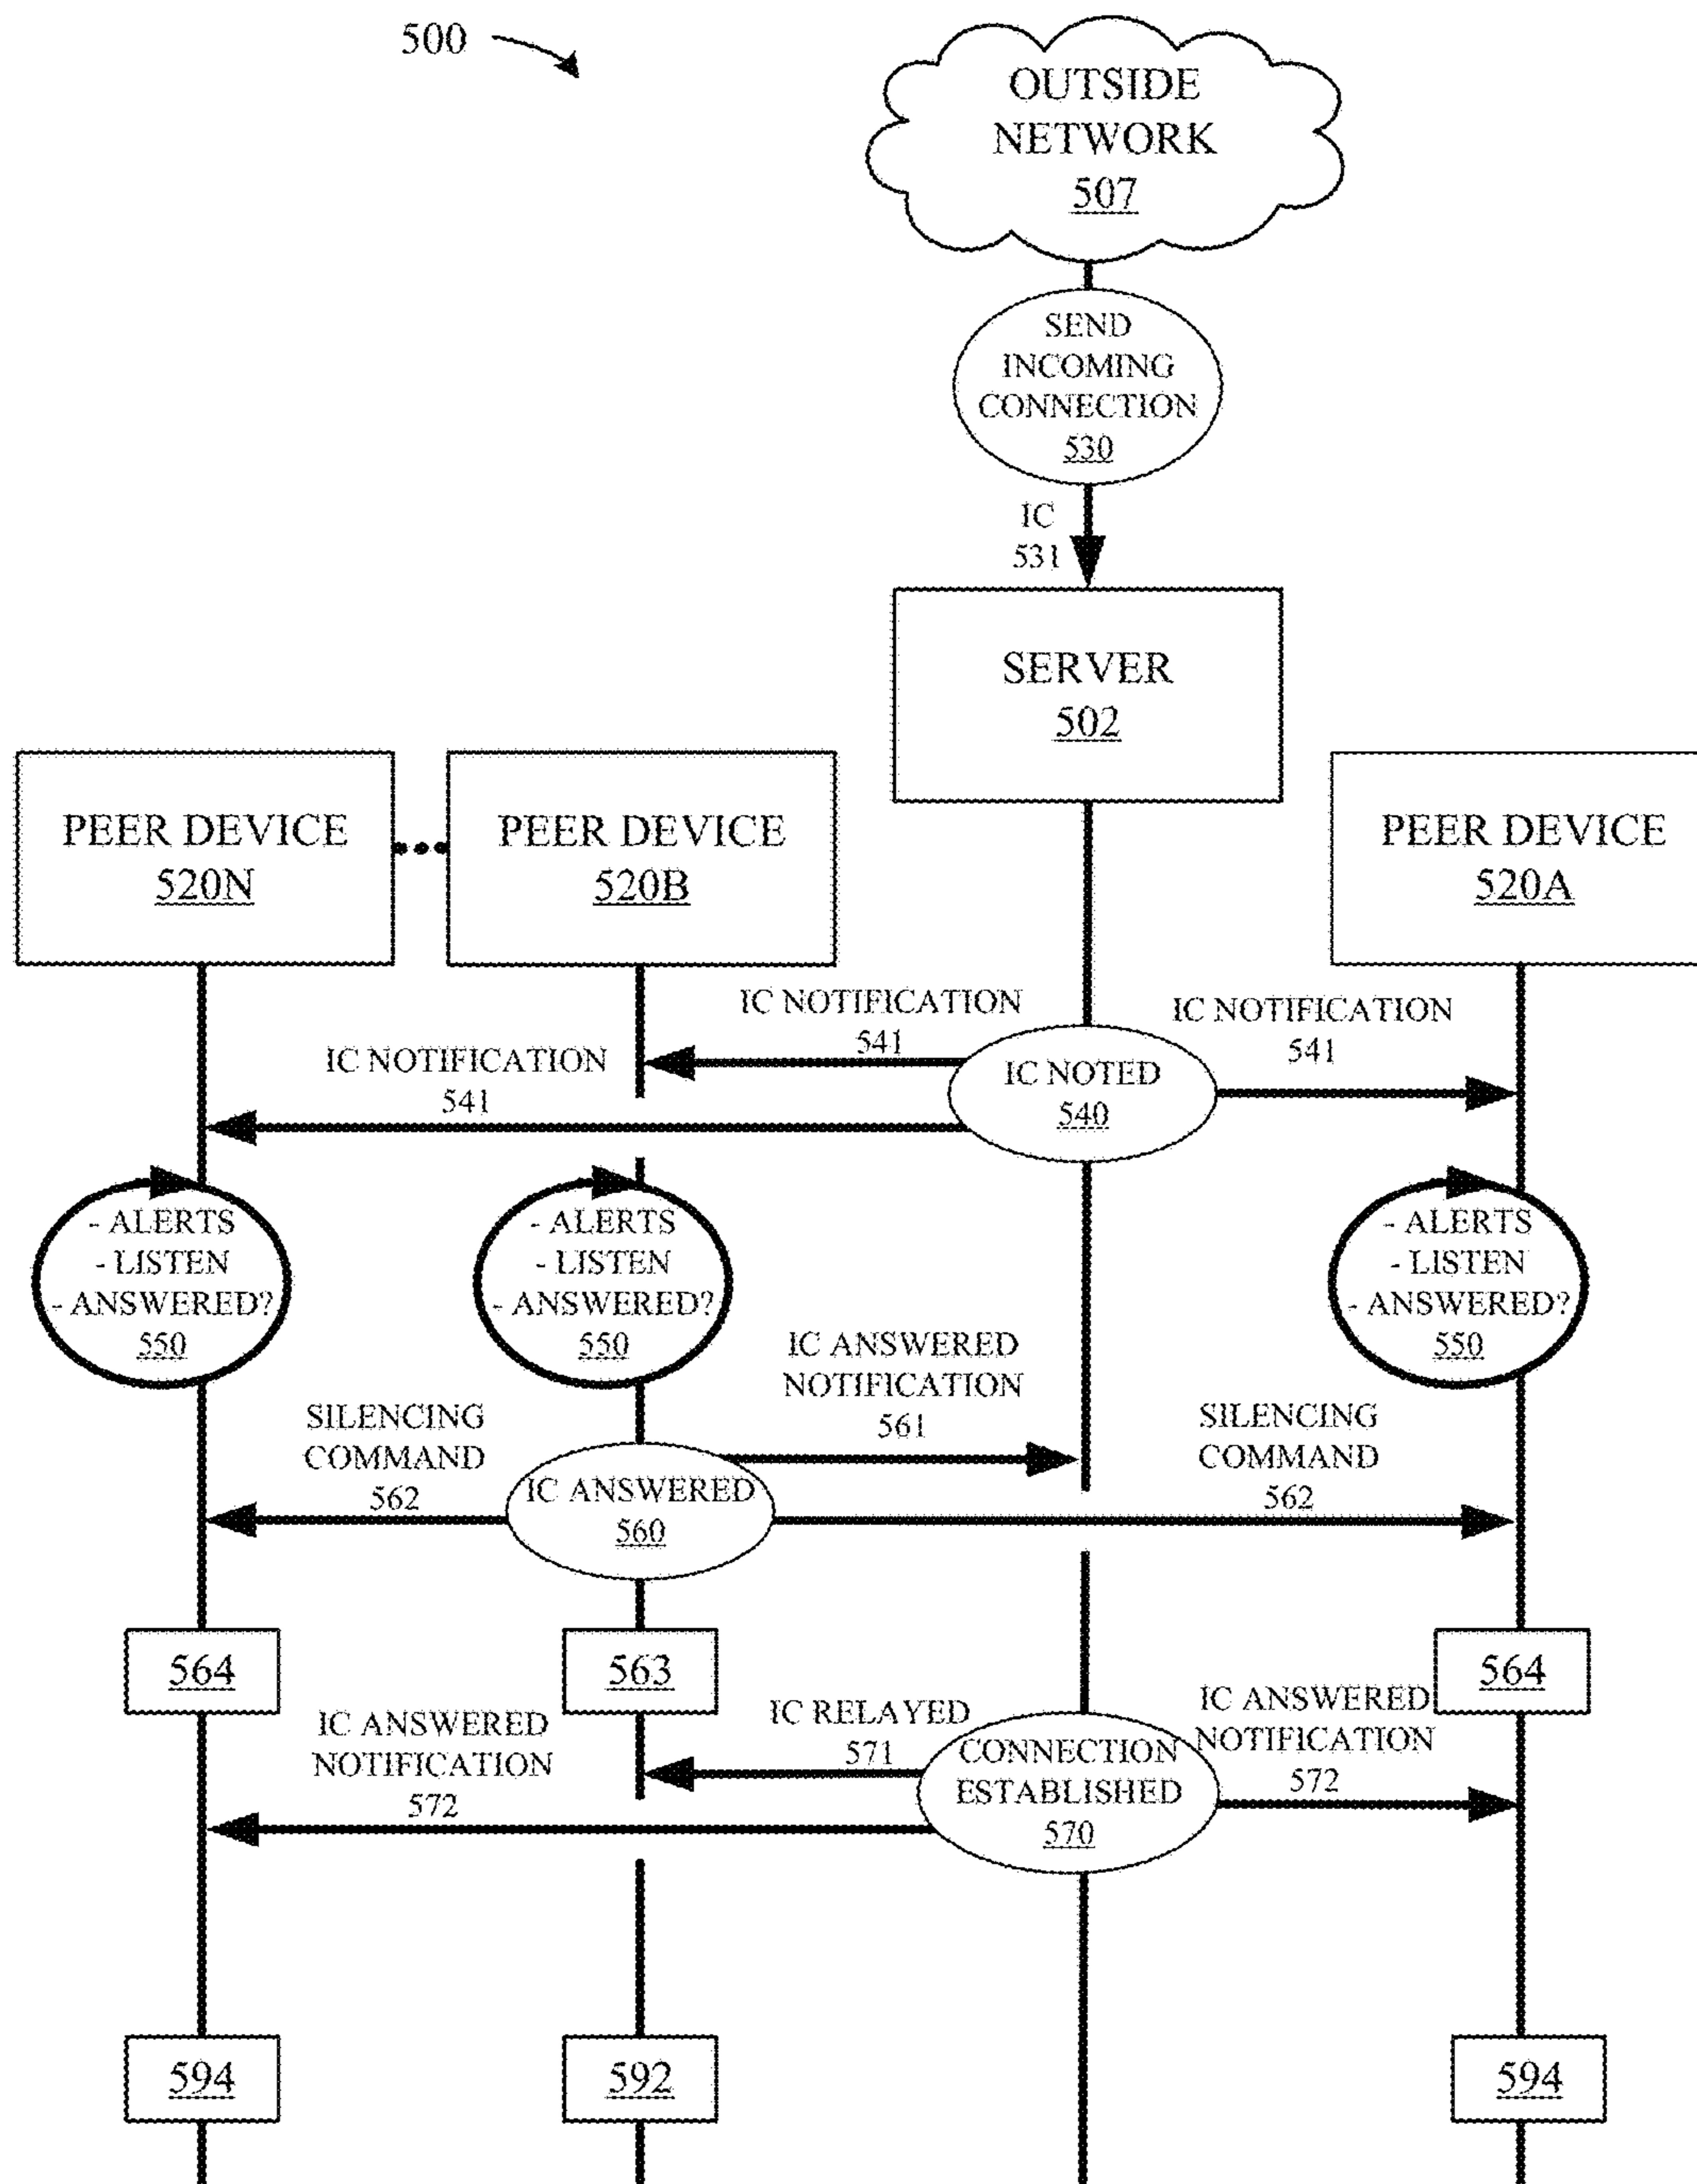 500
OUTSIDE
NETWORK
507
SEND
INCOMING
CONNECTION
530
IC
531
SERVER
502
PEER DEVICE
520N
PEER DEVICE
520B
PEER DEVICE
520A
IC NOTIFICATION
541
IC NOTIFICATION
541
IC NOTIFICATION
541
IC NOTED
540
- ALERTS
- LISTEN
- ANSWERED?
550
- ALERTS
- LISTEN
- ANSWERED?
550
- ALERTS
- LISTEN
- ANSWERED?
550
IC ANSWERED
NOTIFICATION
561
SILENCING
COMMAND
562
SILENCING
COMMAND
562
IC ANSWERED
560
564
563
564
IC ANSWERED
NOTIFICATION
572
IC RELAYED
571
IC ANSWERED
NOTIFICATION
572
CONNECTION
ESTABLISHED
570
594
592
594